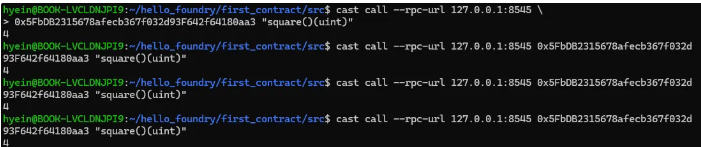 hyein@BOOK-LVCLDNJPI9:~/hello_foundry/first_contract/src$ cast call --rpc-url 127.0.0.1:8545 \
> 0x5FbDB2315678afecb367f032d93F642f64180aa3 "square()(uint)"
4
hyein@BOOK-LVCLDNJPI9:~/hello_foundry/first_contract/src$ cast call --rpc-url 127.0.0.1:8545 0x5FbDB2315678afecb367f032d
93F642f64180aa3 "square()(uint)"
4
hyein@BOOK-LVCLDNJPI9:~/hello_foundry/first_contract/src$ cast call --rpc-url 127.0.0.1:8545 0x5FbDB2315678afecb367f032d
93F642f64180aa3 "square()(uint)"
4
hyein@BOOK-LVCLDNJPI9:~/hello_foundry/first_contract/src$ cast call --rpc-url 127.0.0.1:8545 0x5FbDB2315678afecb367f032d
93F642f64180aa3 "square()(uint)"
4